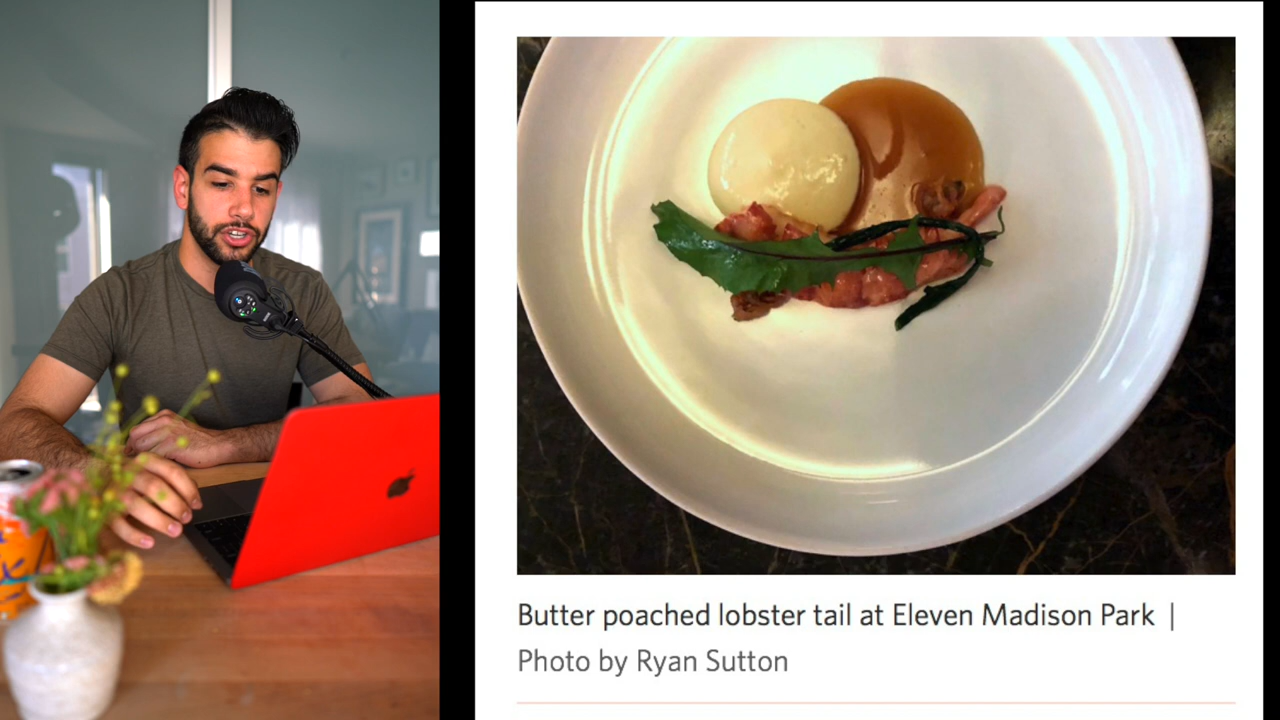 Butter poached lobster tail at Eleven Madison Park |
Photo by Ryan Sutton